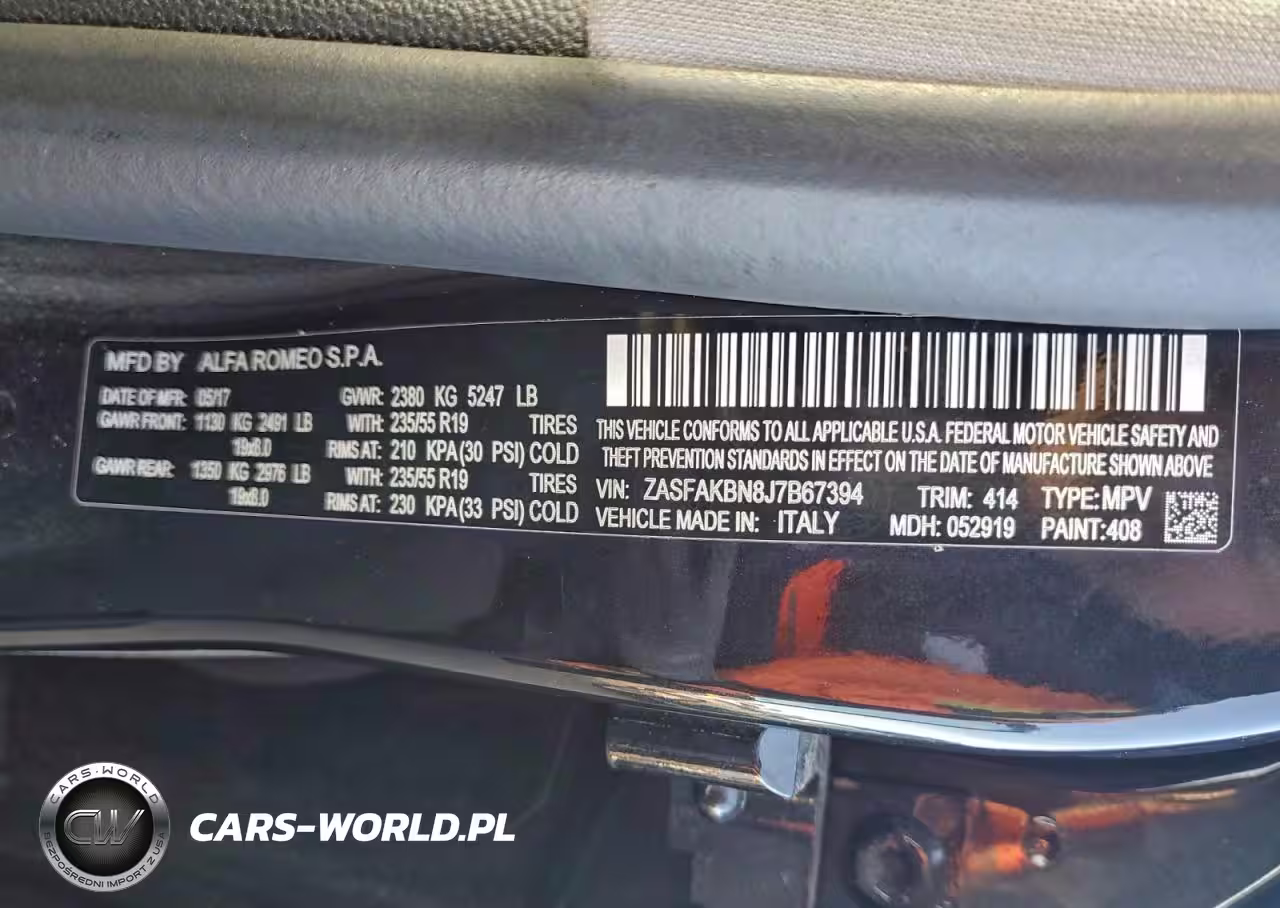 MFD BY ALFA ROMEO S.P.A.
DATE OF MFR: 05/17 GVWR: 2380 KG 5247 LB
GAWR FRONT: 1130 KG 2491 LB WITH: 235/55 R19 TIRES
19x8.0 RIMS AT: 210 KPA(30 PSI) COLD
GAWR REAR: 1350 KG 2976 LB WITH: 235/55 R19 TIRES
19x8.0 RIMS AT: 230 KPA(33 PSI) COLD
THIS VEHICLE CONFORMS TO ALL APPLICABLE U.S.A. FEDERAL MOTOR VEHICLE SAFETY AND
THEFT PREVENTION STANDARDS IN EFFECT ON THE DATE OF MANUFACTURE SHOWN ABOVE
VIN: ZASFAKBN8J7B67394 TRIM: 414 TYPE: MPV
VEHICLE MADE IN: ITALY MDH: 052919 PAINT: 408
CARS-WORLD
CW
BEZPOŚREDNI IMPORT Z USA
CARS-WORLD.PL